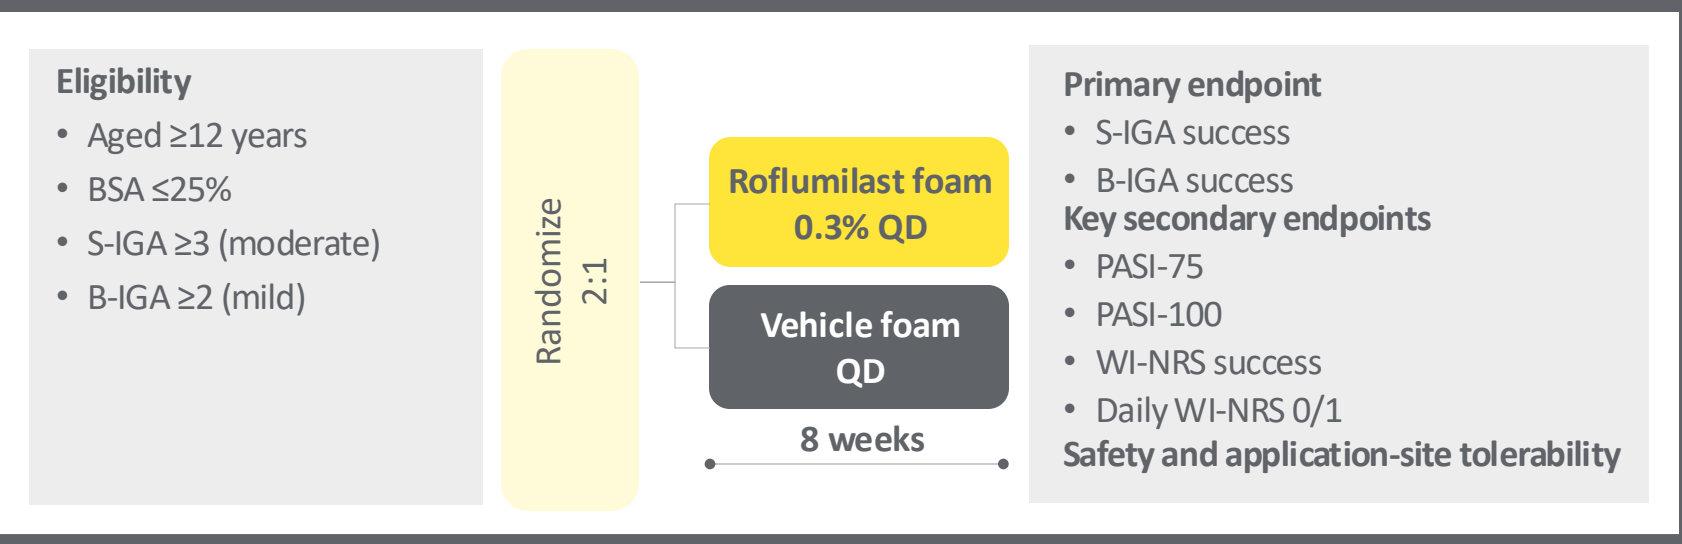 Eligibility
• Aged ≥12 years
• BSA ≤25%
• S-IGA ≥3 (moderate)
• B-IGA ≥2 (mild)
Randomize
2:1
Roflumilast foam
0.3% QD
Vehicle foam
QD
8 weeks
Primary endpoint
• S-IGA success
• B-IGA success
Key secondary endpoints
• PASI-75
• PASI-100
• WI-NRS success
• Daily WI-NRS 0/1
Safety and application-site tolerability